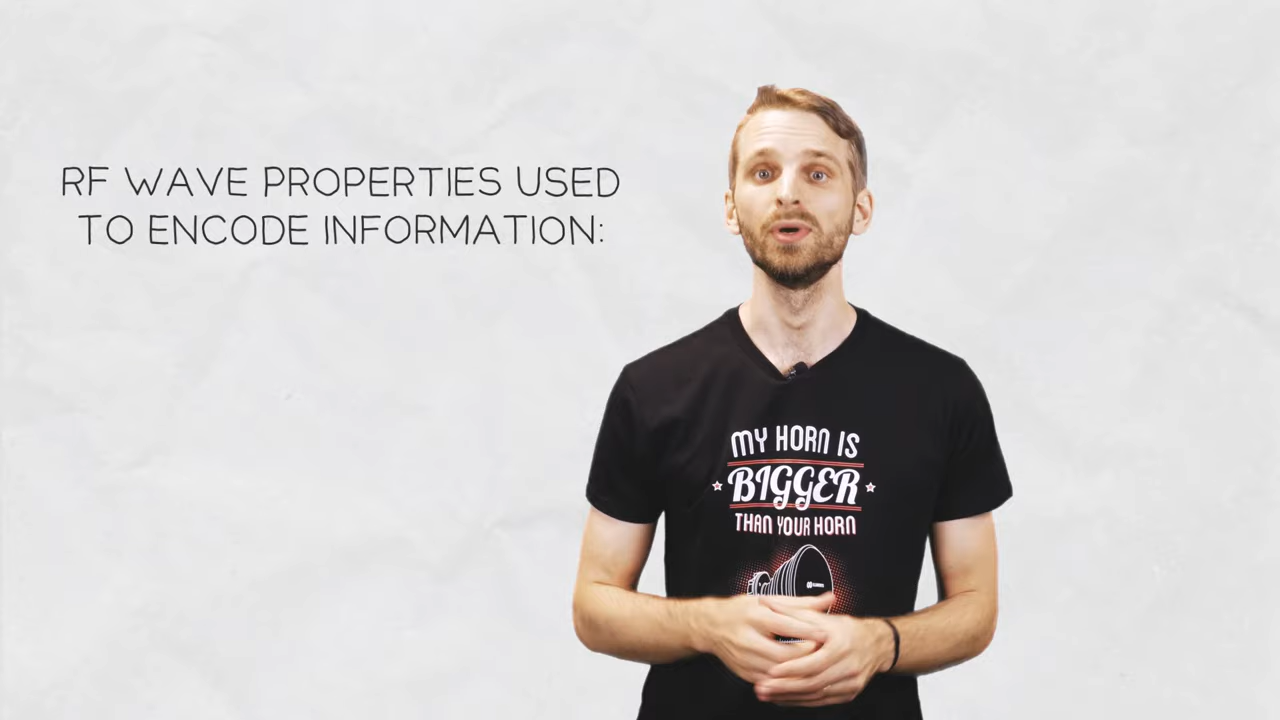 RF WAVE PROPERTIES USED
TO ENCODE INFORMATION:
MY HORN IS
BIGGER
THAN YOUR HORN